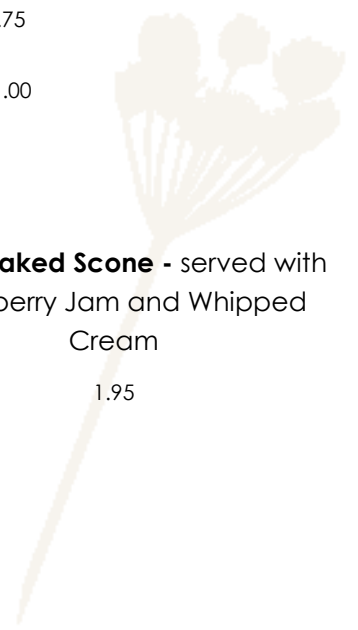 .75
.00
aked Scone - served with
berry Jam and Whipped
Cream
1.95